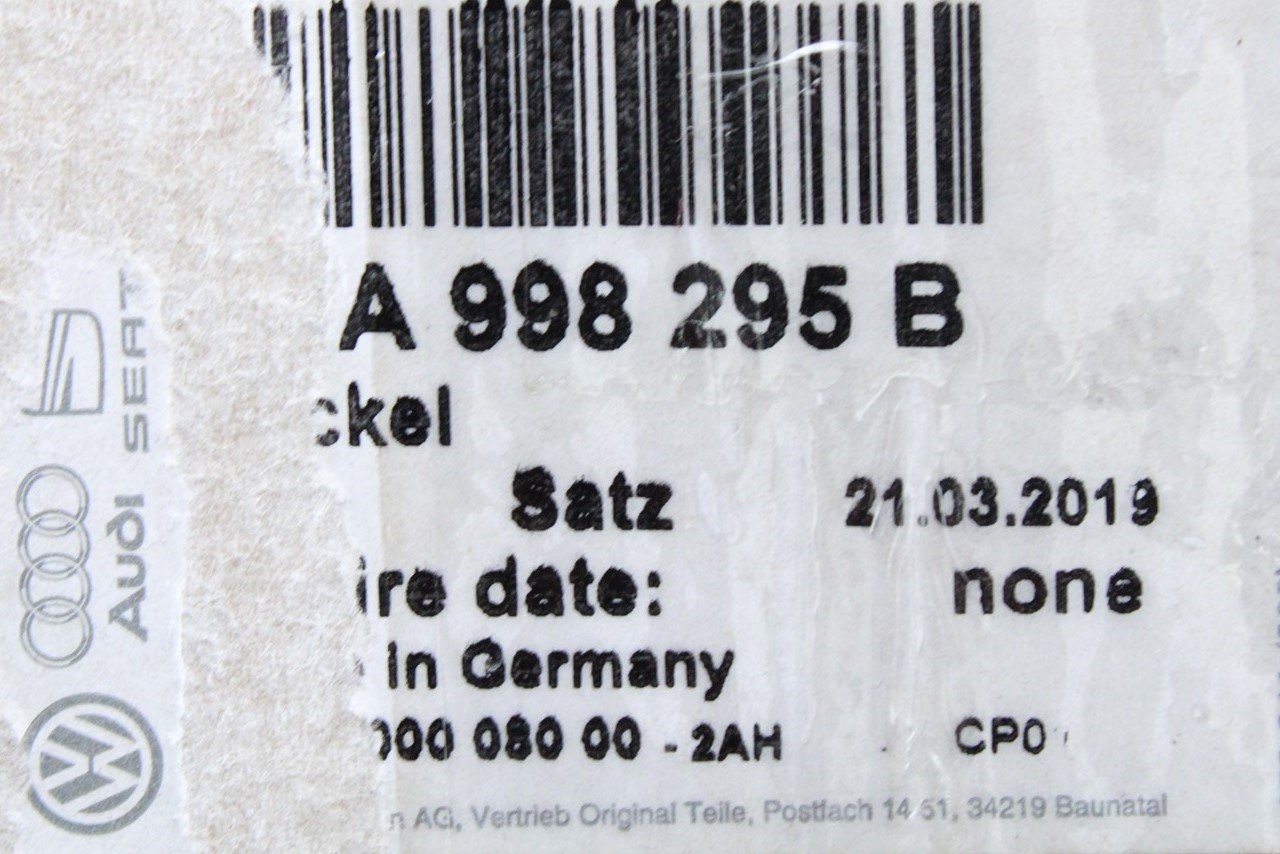 A 998 295 B
ckel
Satz 21.03.2019
ire date: none
In Germany
000 080 00 - 2AH CP0
n AG, Vertrieb Original Teile, Postfach 14 51, 34219 Baunatal
SEAT
Audi
VW